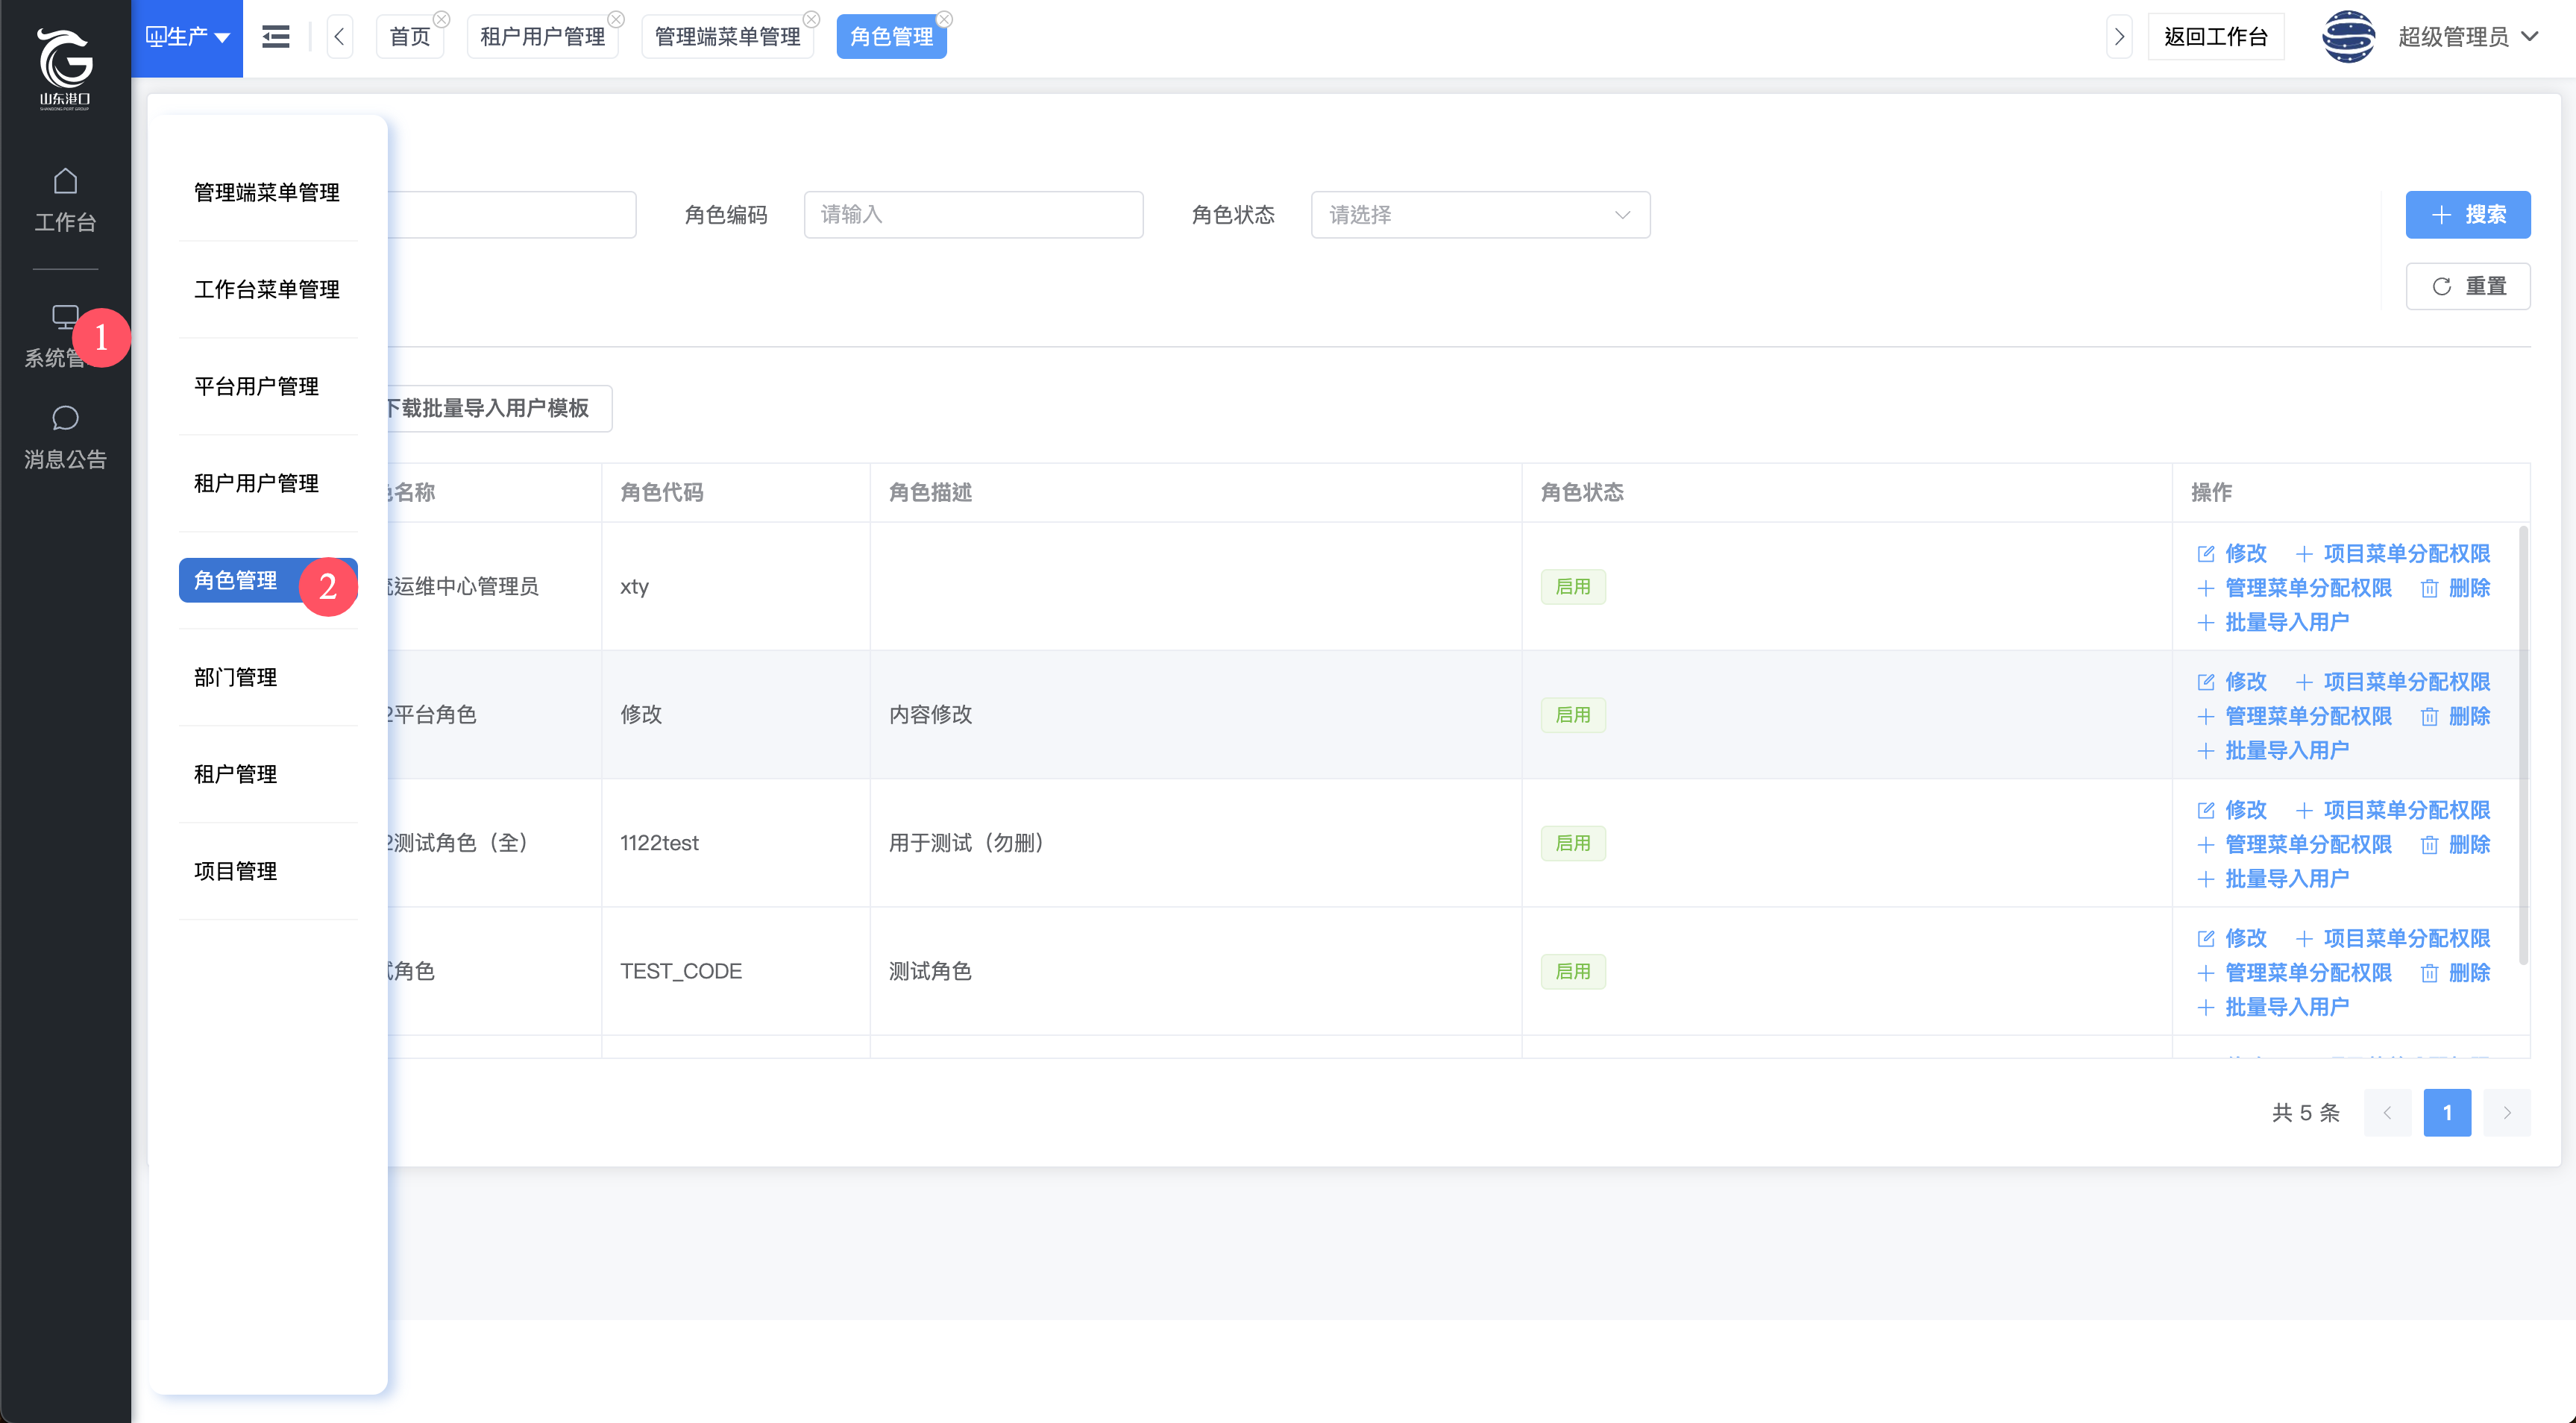 山东港口
SHANDONG PORT GROUP
生产
首页
租户用户管理
管理端菜单管理
角色管理
返回工作台
超级管理员
工作台
系统管
1
消息公告
管理端菜单管理
工作台菜单管理
平台用户管理
租户用户管理
角色管理
2
部门管理
租户管理
项目管理
角色编码
请输入
角色状态
请选择
搜索
重置
下载批量导入用户模板
名称
角色代码
角色描述
角色状态
操作
运维中心管理员
xty
启用
修改
项目菜单分配权限
管理菜单分配权限
删除
批量导入用户
2平台角色
修改
内容修改
启用
修改
项目菜单分配权限
管理菜单分配权限
删除
批量导入用户
2测试角色（全）
1122test
用于测试（勿删）
启用
修改
项目菜单分配权限
管理菜单分配权限
删除
批量导入用户
角色
TEST_CODE
测试角色
启用
修改
项目菜单分配权限
管理菜单分配权限
删除
批量导入用户
共 5 条
1